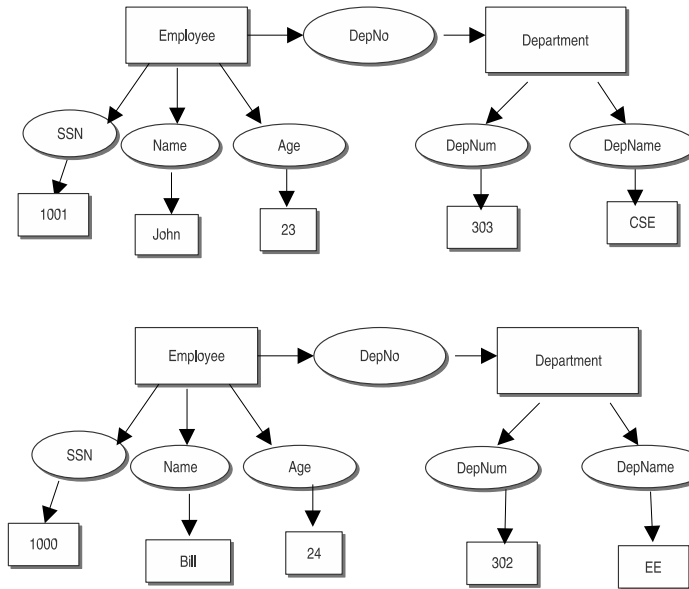 Employee
DepNo
Department
SSN
Name
Age
DepNum
DepName
1001
John
23
303
CSE
Employee
DepNo
Department
SSN
Name
Age
DepNum
DepName
1000
Bill
24
302
EE